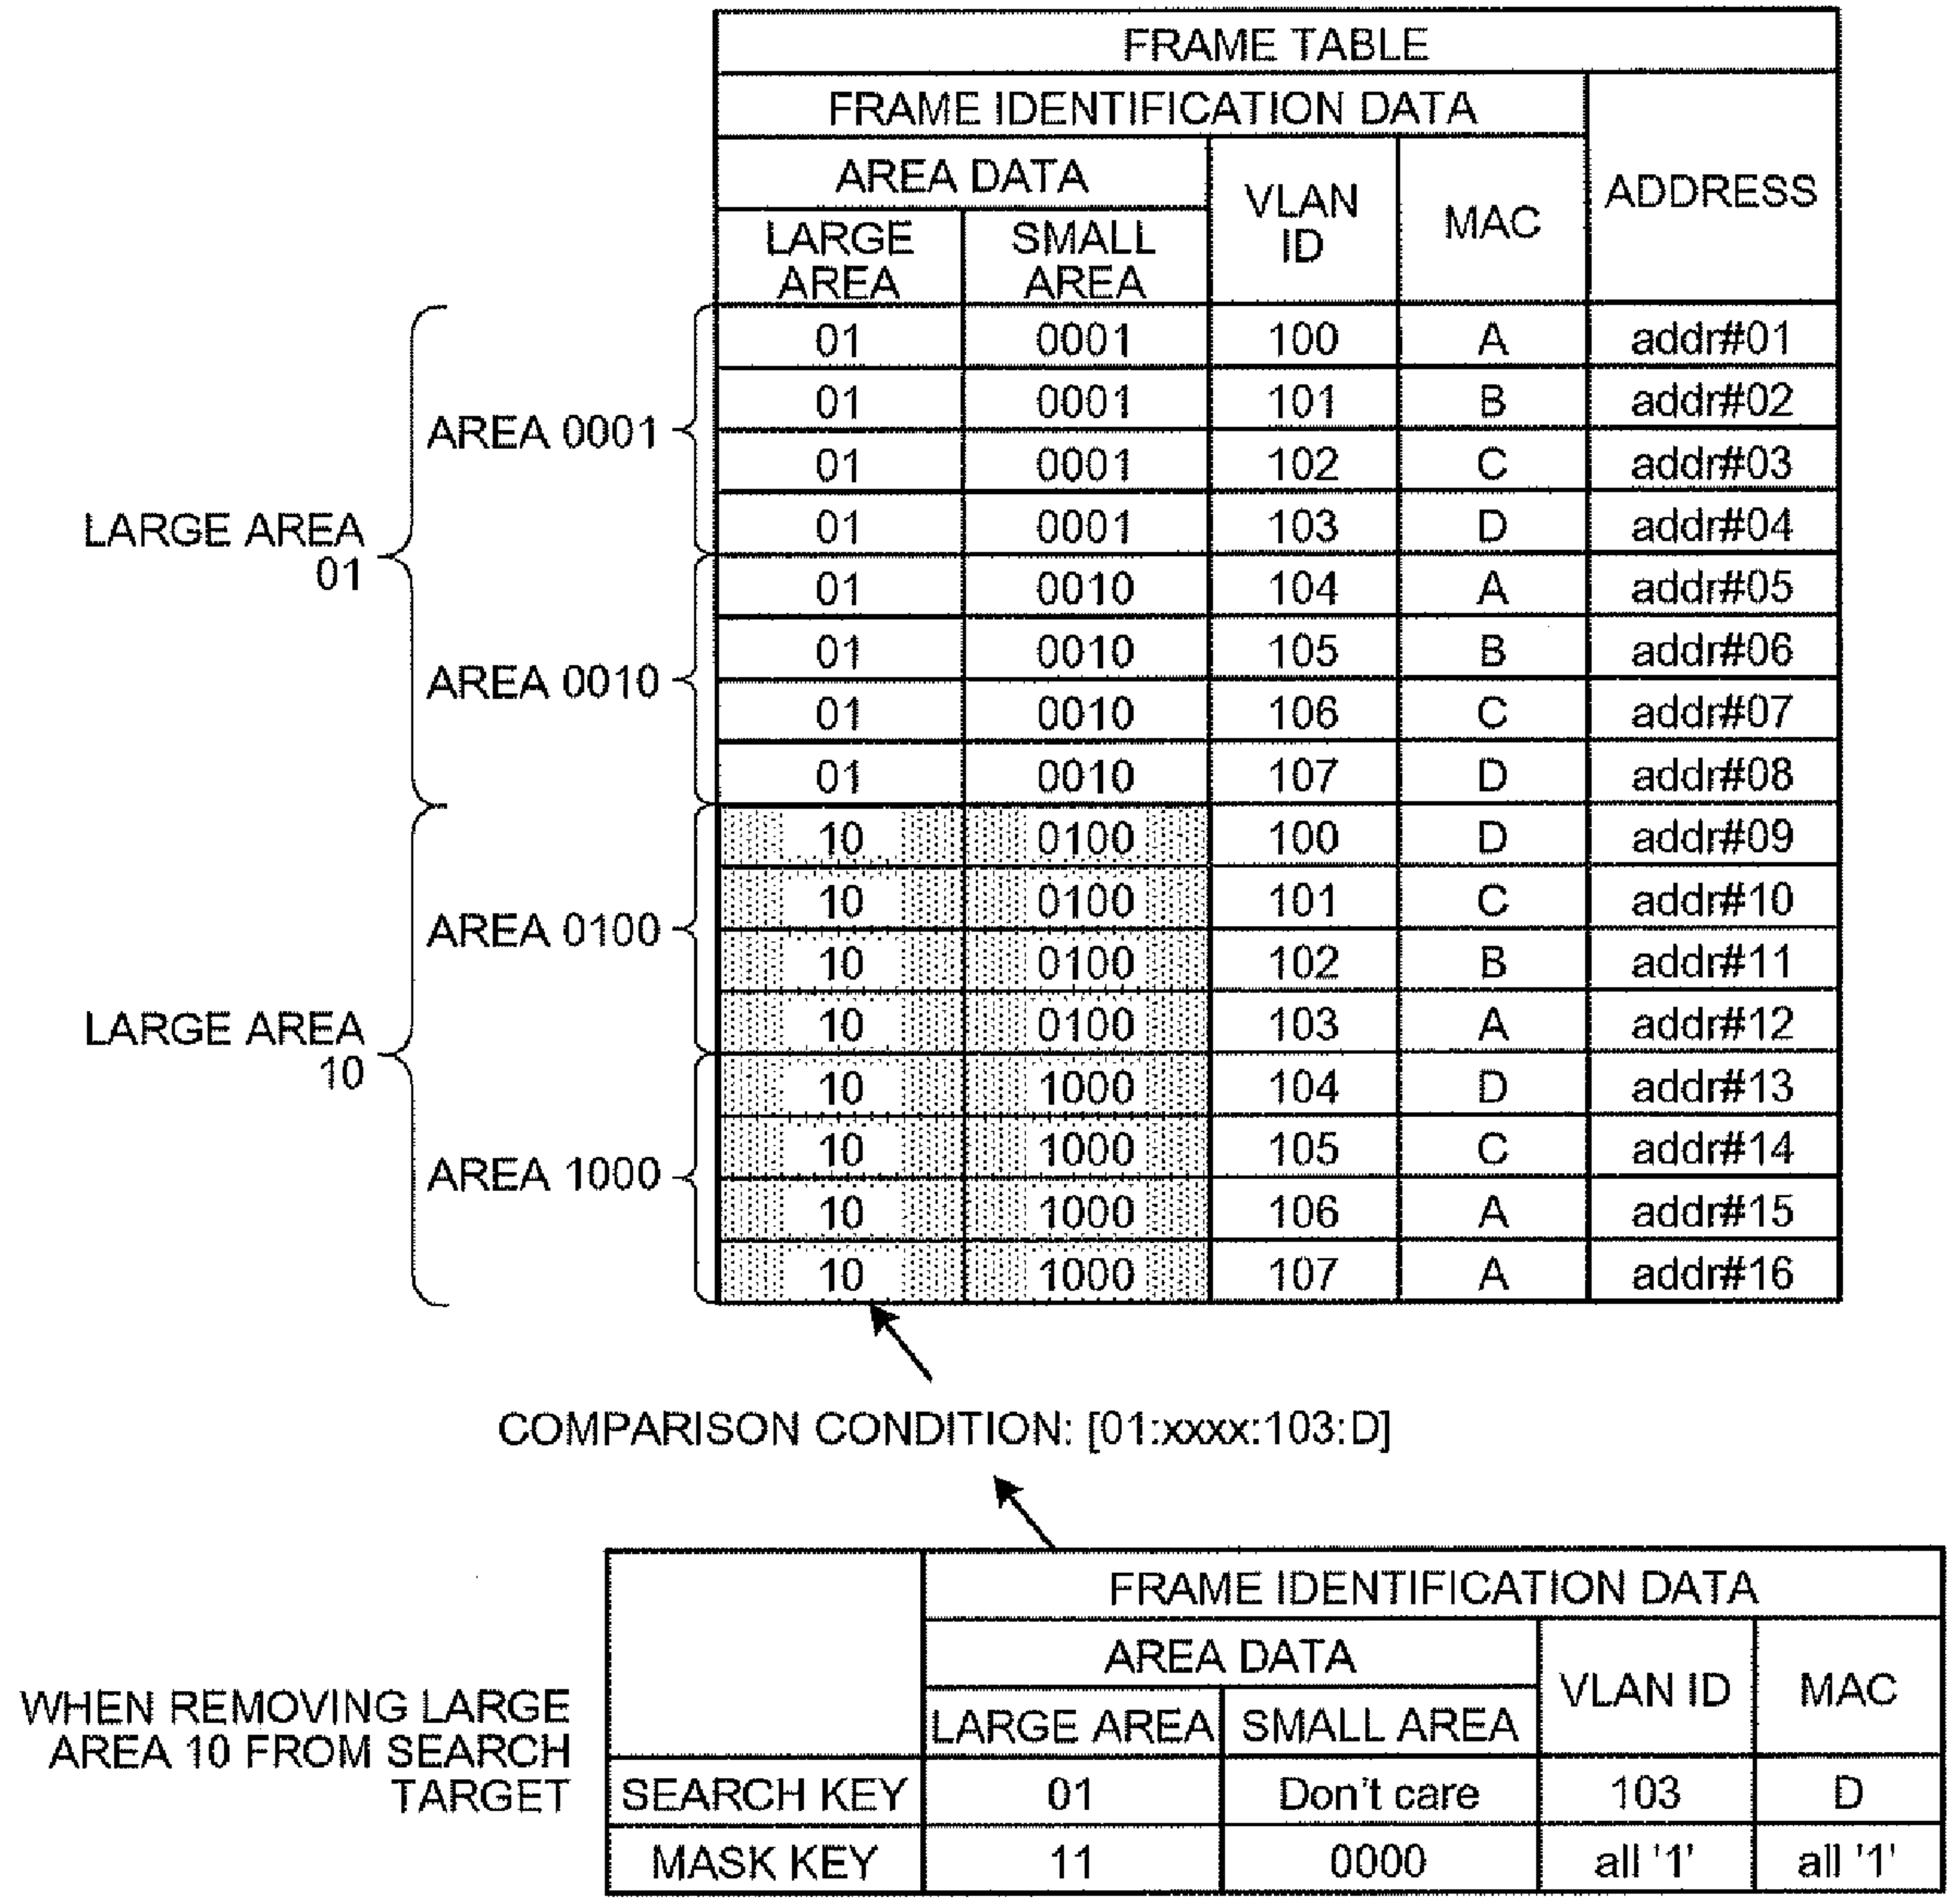 FRAME TABLE
FRAME IDENTIFICATION DATA
ADDRESS
AREA DATA
VLAN ID
MAC
LARGE AREA
SMALL AREA
01 0001 100 A addr#01
01 0001 101 B addr#02
AREA 0001
01 0001 102 C addr#03
01 0001 103 D addr#04
LARGE AREA 01
01 0010 104 A addr#05
01 0010 105 B addr#06
AREA 0010
01 0010 106 C addr#07
01 0010 107 D addr#08
10 0100 100 D addr#09
10 0100 101 C addr#10
AREA 0100
10 0100 102 B addr#11
10 0100 103 A addr#12
LARGE AREA 10
10 1000 104 D addr#13
10 1000 105 C addr#14
AREA 1000
10 1000 106 A addr#15
10 1000 107 A addr#16
COMPARISON CONDITION: [01:xxxx:103:D]
WHEN REMOVING LARGE
AREA 10 FROM SEARCH
TARGET
FRAME IDENTIFICATION DATA
AREA DATA
VLAN ID
MAC
LARGE AREA
SMALL AREA
SEARCH KEY 01 Don't care 103 D
MASK KEY 11 0000 all '1' all '1'